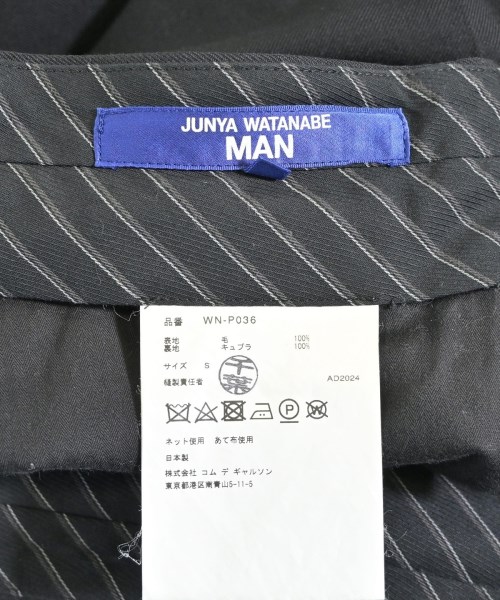 JUNYA WATANABE
MAN
品番 WN-P036
表地 毛 100%
裏地 キュプラ 100%
サイズ S
縫製責任者 千葉
AD2024
P W
ネット使用 あて布使用
日本製
株式会社 コム デ ギャルソン
東京都港区南青山5-11-5